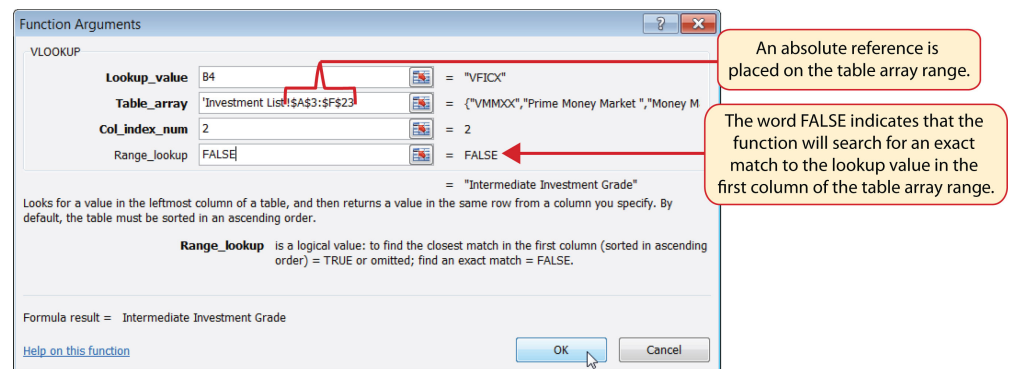 Function Arguments
VLOOKUP
Lookup_value B4 = "VFICX"
Table_array 'Investment List'!$A$3:$F$23 = {"VMMXX","Prime Money Market ","Money M
Col_index_num 2 = 2
Range_lookup FALSE = FALSE
= "Intermediate Investment Grade"
Looks for a value in the leftmost column of a table, and then returns a value in the same row from a column you specify. By
default, the table must be sorted in an ascending order.
Range_lookup is a logical value: to find the closest match in the first column (sorted in ascending
order) = TRUE or omitted; find an exact match = FALSE.
Formula result = Intermediate Investment Grade
Help on this function
OK
Cancel
An absolute reference is
placed on the table array range.
The word FALSE indicates that the
function will search for an exact
match to the lookup value in the
first column of the table array range.